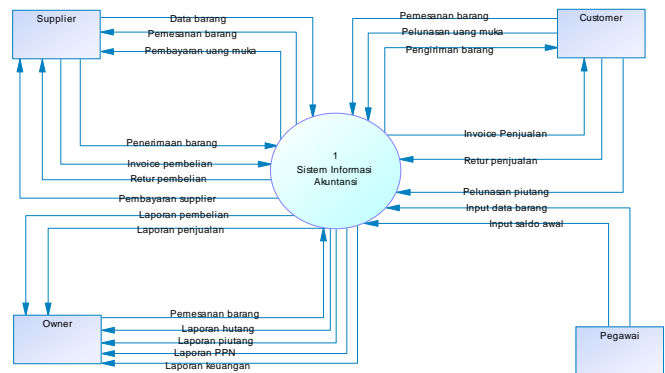 Supplier
Data barang
Pemesanan barang
Pembayaran uang muka
Pemesanan barang
Pelunasan uang muka
Pengiriman barang
Customer
Penerimaan barang
Invoice pembelian
Retur pembelian
Pembayaran supplier
Laporan pembelian
Laporan penjualan
1
Sistem Informasi
Akuntansi
Invoice Penjualan
Retur penjualan
Pelunasan piutang
Input data barang
Input saldo awal
Owner
Pemesanan barang
Laporan hutang
Laporan piutang
Laporan PPN
Laporan keuangan
Pegawai